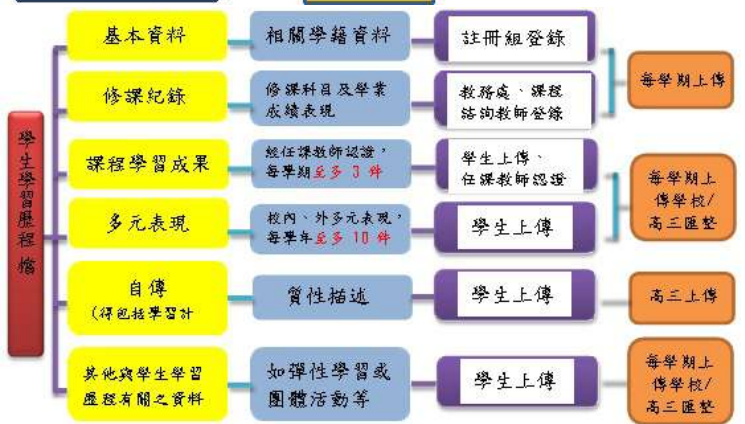 學生學習歷程檔
基本資料
相關學籍資料
註冊組登錄
每學期上傳
修課紀錄
修課科目及學業
成績表現
教務處、課程
諮詢教師登錄
課程學習成果
經任課教師認證，
每學期至多 3 件
學生上傳、
任課教師認證
每學期上
傳學校/
高三匯整
多元表現
校內、外多元表現，
每學年至多 10 件
學生上傳
自傳
(得包括學習計
質性描述
學生上傳
高三上傳
其他與學生學習
歷程有關之資料
如彈性學習或
團體活動等
學生上傳
每學期上
傳學校/
高三匯整